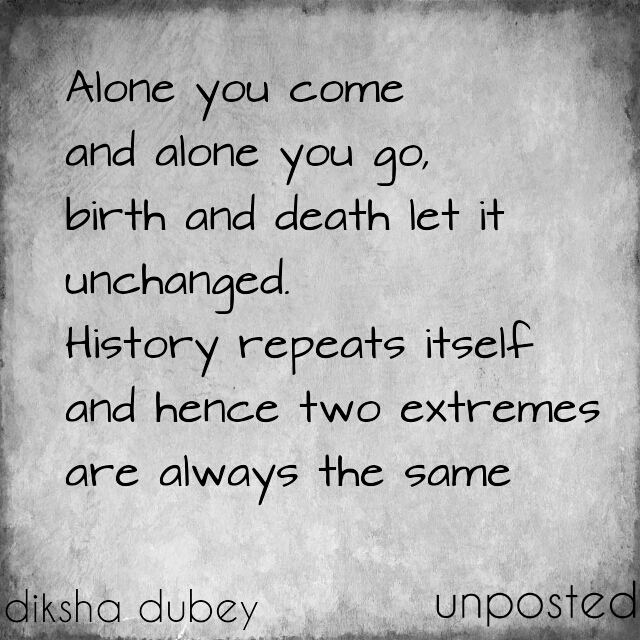 Alone you come
and alone you go,
birth and death let it
unchanged.
History repeats itself
and hence two extremes
are always the same
diksha dubey
unposted